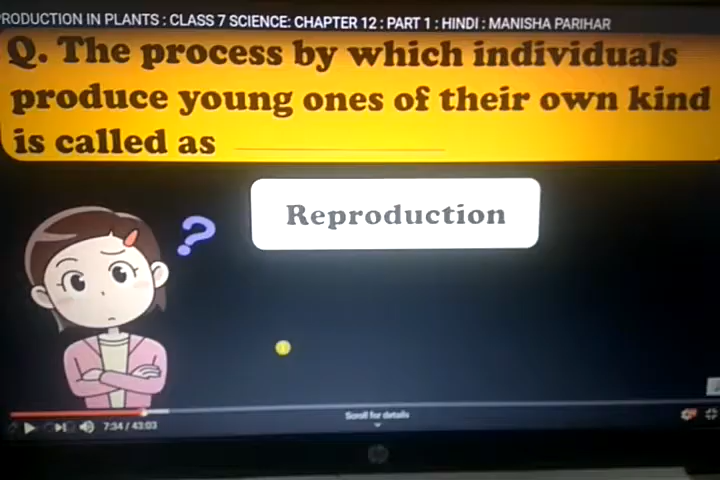 RODUCTION IN PLANTS : CLASS 7 SCIENCE: CHAPTER 12 : PART 1 : HINDI : MANISHA PARIHAR
Q. The process by which individuals
produce young ones of their own kind
is called as
?
Reproduction
Scroll for details
7:34 / 43:03